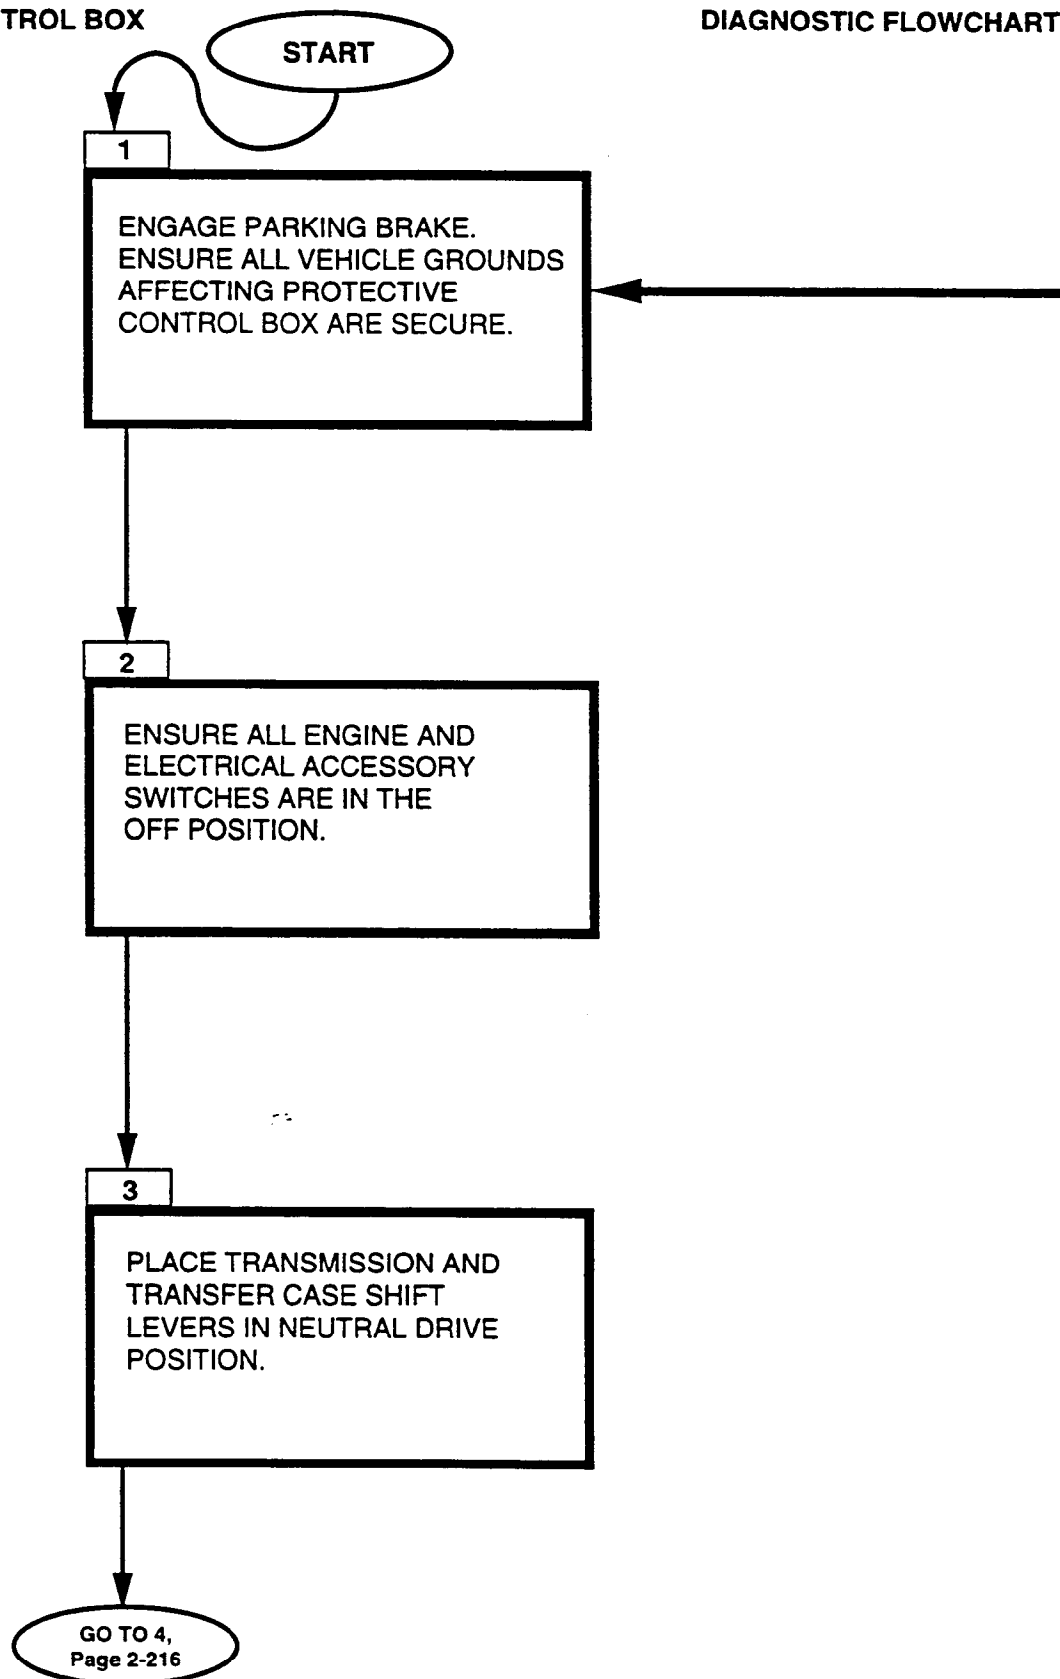 TROL BOX
DIAGNOSTIC FLOWCHART
START
1
ENGAGE PARKING BRAKE.
ENSURE ALL VEHICLE GROUNDS
AFFECTING PROTECTIVE
CONTROL BOX ARE SECURE.
2
ENSURE ALL ENGINE AND
ELECTRICAL ACCESSORY
SWITCHES ARE IN THE
OFF POSITION.
3
PLACE TRANSMISSION AND
TRANSFER CASE SHIFT
LEVERS IN NEUTRAL DRIVE
POSITION.
GO TO 4,
Page 2-216